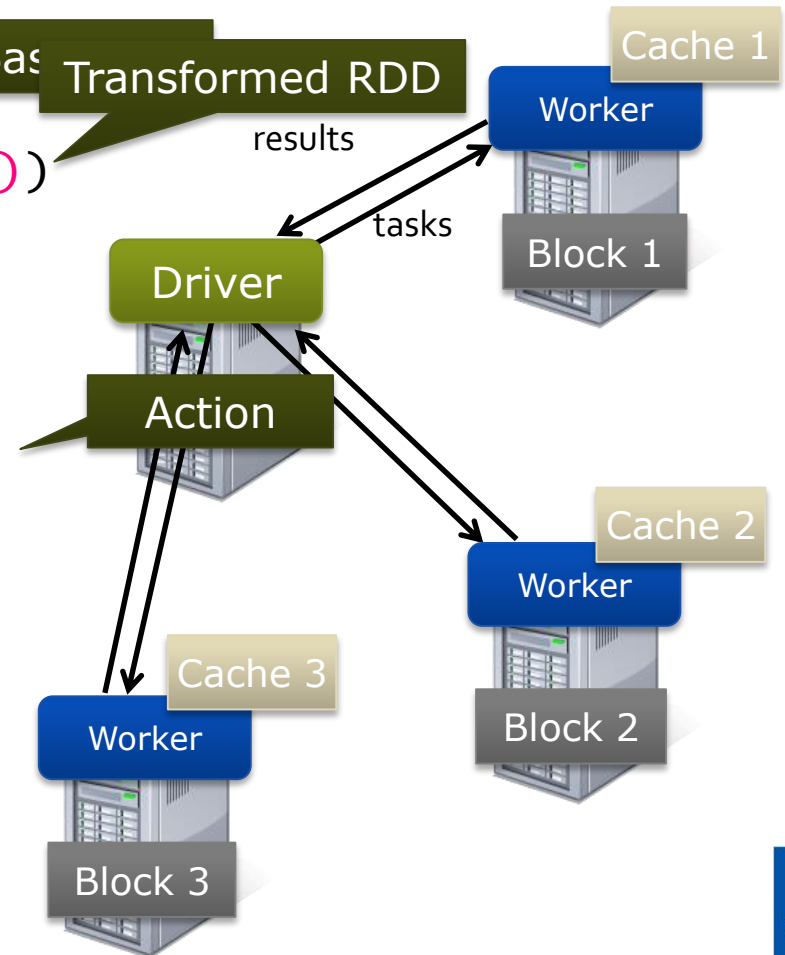 Transformed RDD
Cache 1
Worker
results
))
tasks
Block 1
Driver
Action
Cache 2
Worker
Cache 3
Block 2
Worker
Block 3